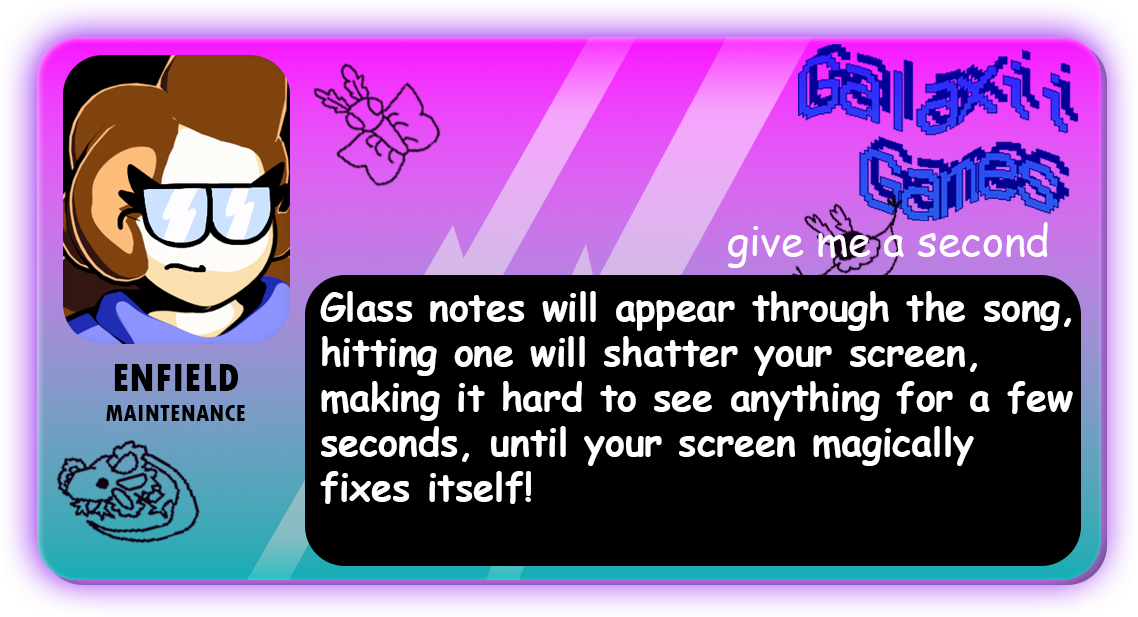 Galaxii
Games
give me a second
Glass notes will appear through the song,
hitting one will shatter your screen,
making it hard to see anything for a few
seconds, until your screen magically
fixes itself!
ENFIELD
MAINTENANCE